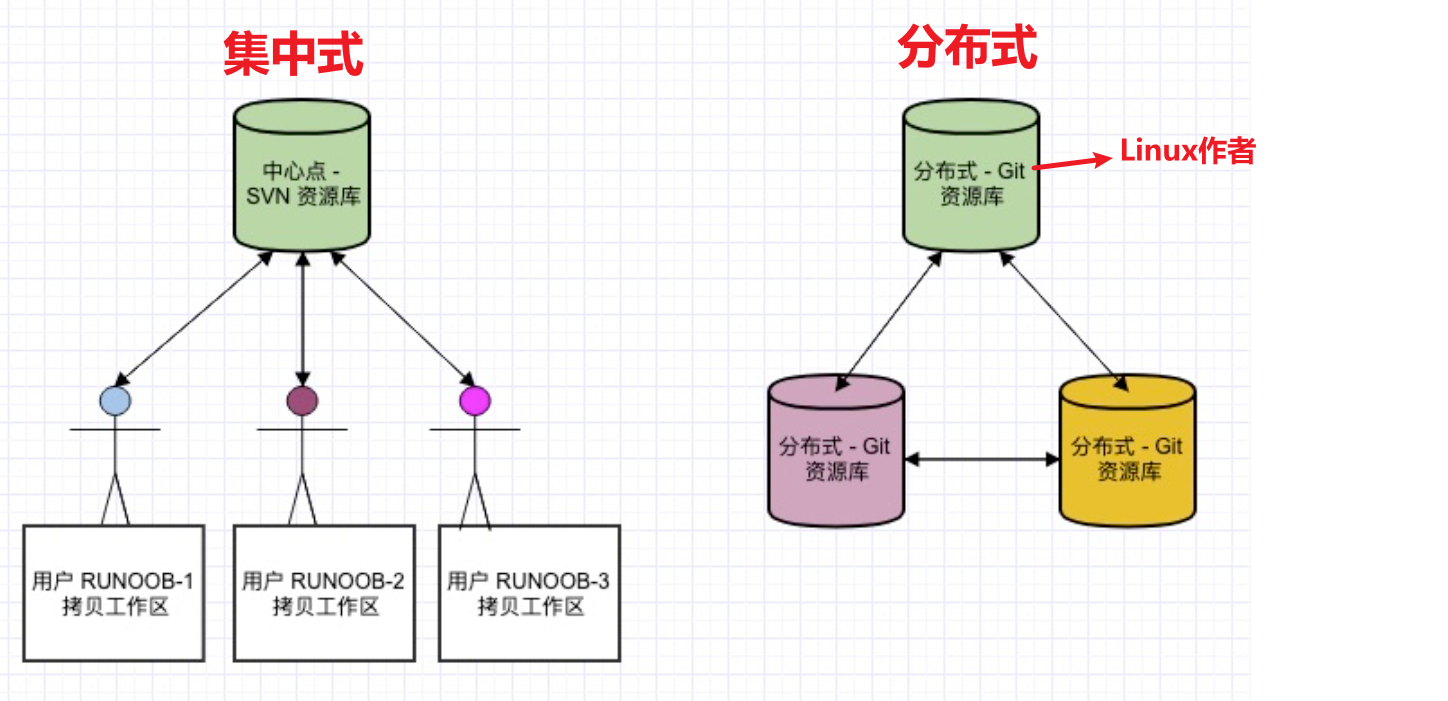 集中式
分布式
中心点 -
SVN 资源库
分布式 - Git
资源库
Linux作者
分布式 - Git
资源库
分布式 - Git
资源库
用户 RUNOOB-1
拷贝工作区
用户 RUNOOB-2
拷贝工作区
用户 RUNOOB-3
拷贝工作区